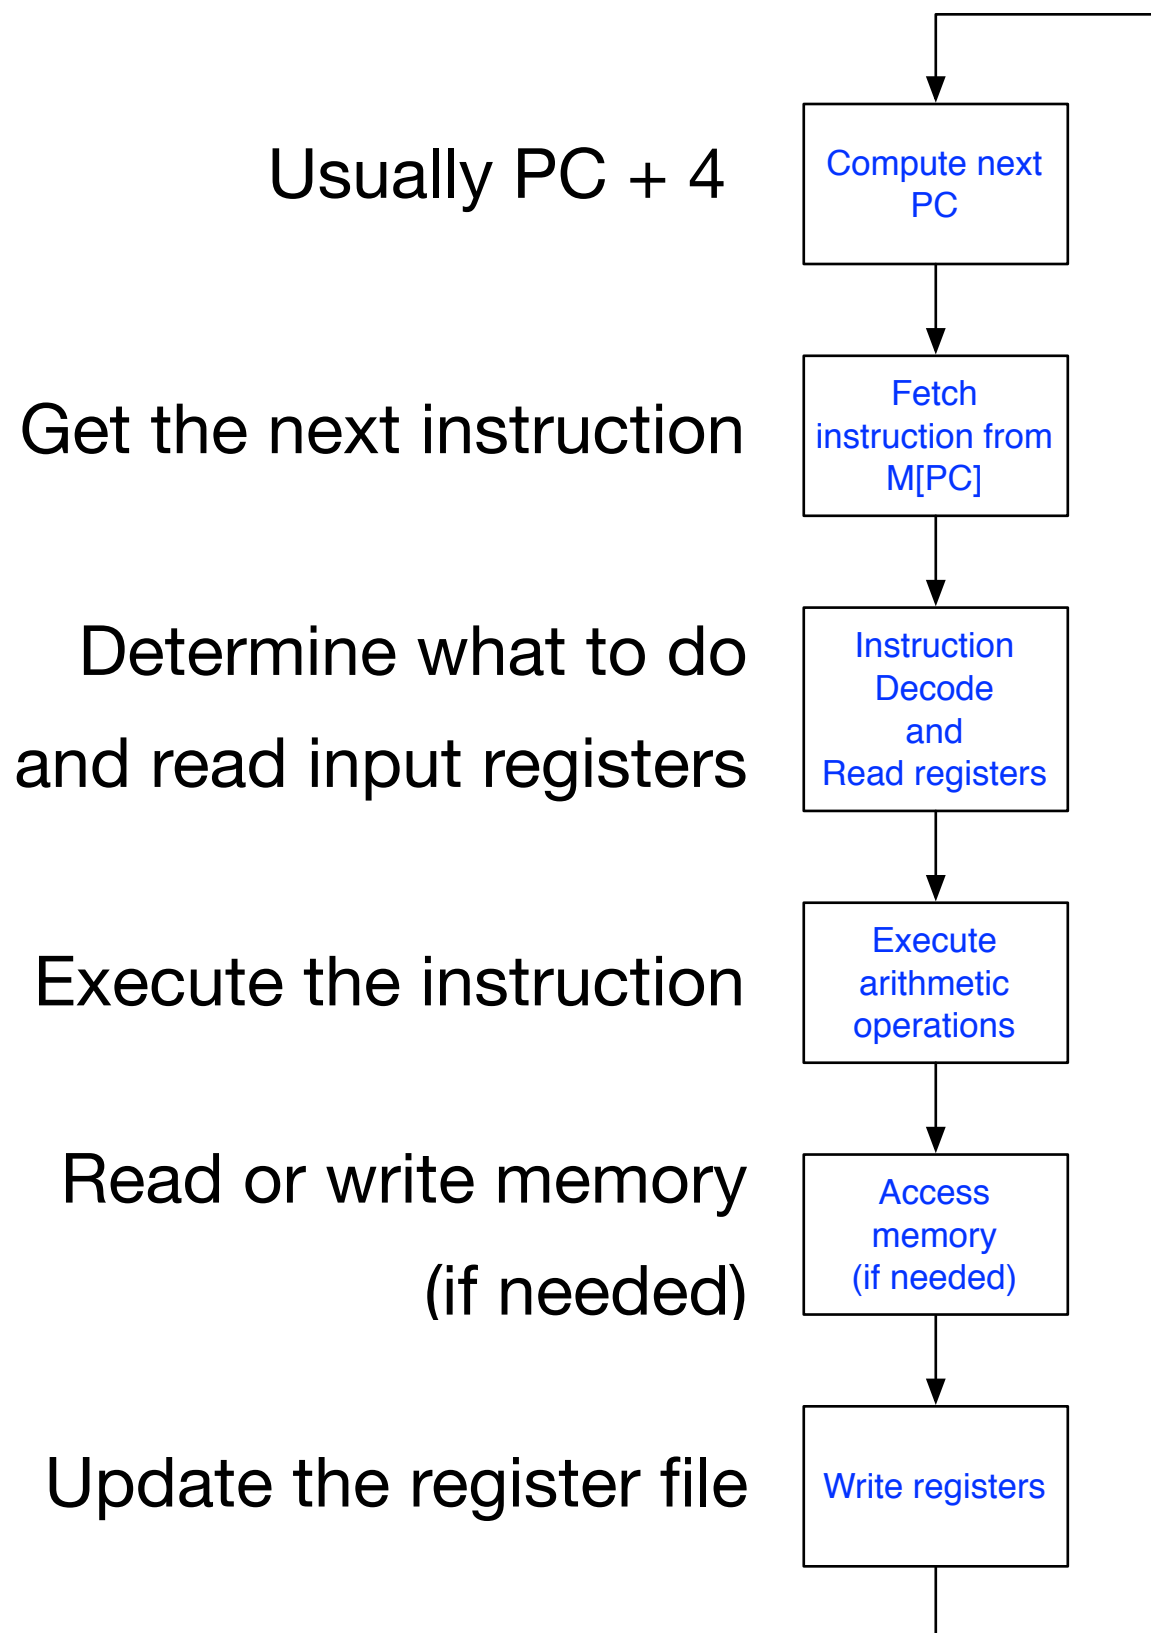 Usually PC + 4
Compute next
PC
Get the next instruction
Fetch
instruction from
M[PC]
Determine what to do
and read input registers
Instruction
Decode
and
Read registers
Execute the instruction
Execute
arithmetic
operations
Read or write memory
(if needed)
Access
memory
(if needed)
Update the register file
Write registers